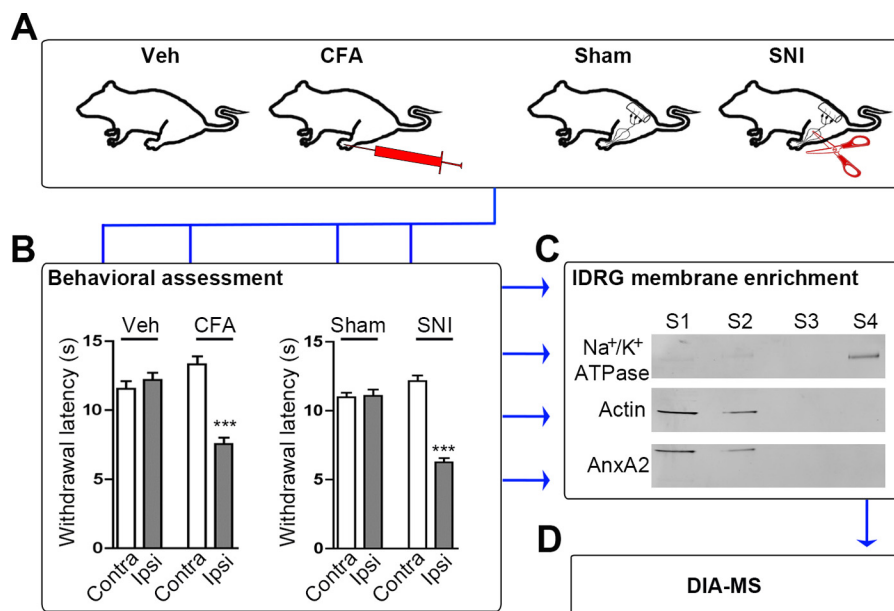 A
Veh CFA Sham SNI
B
Behavioral assessment
Veh CFA
Withdrawal latency (s)
15
10
5
0
***
Contra Ipsi Contra Ipsi
Sham SNI
Withdrawal latency (s)
15
10
5
0
***
Contra Ipsi Contra Ipsi
C
lDRG membrane enrichment
S1 S2 S3 S4
Na⁺/K⁺
ATPase
Actin
AnxA2
D
DIA-MS